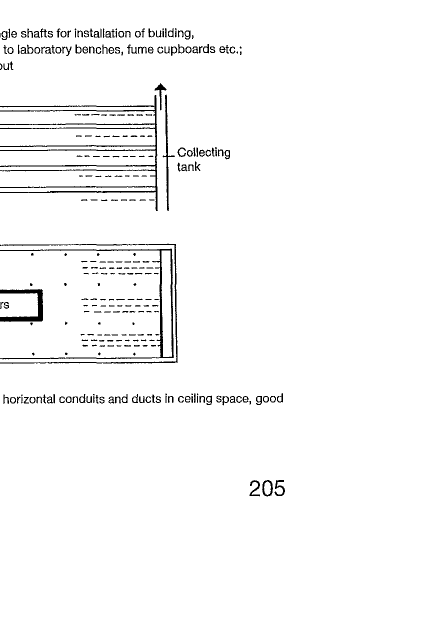 gle shafts for installation of building,
to laboratory benches, fume cupboards etc.;
out
Collecting
tank
rs
horizontal conduits and ducts in ceiling space, good
205